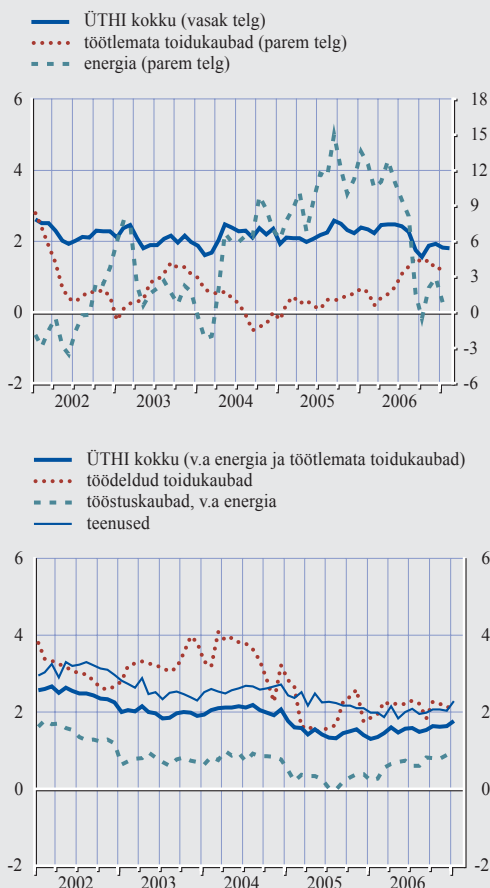 ÜTHI kokku (vasak telg)
töötlemata toidukaubad (parem telg)
energia (parem telg)
6 18
15
4 12
9
2 6
3
0 0
-3
-2 -6
2002 2003 2004 2005 2006
ÜTHI kokku (v.a energia ja töötlemata toidukaubad)
töödeldud toidukaubad
tööstuskaubad, v.a energia
teenused
6 6
4 4
2 2
0 0
-2 -2
2002 2003 2004 2005 2006